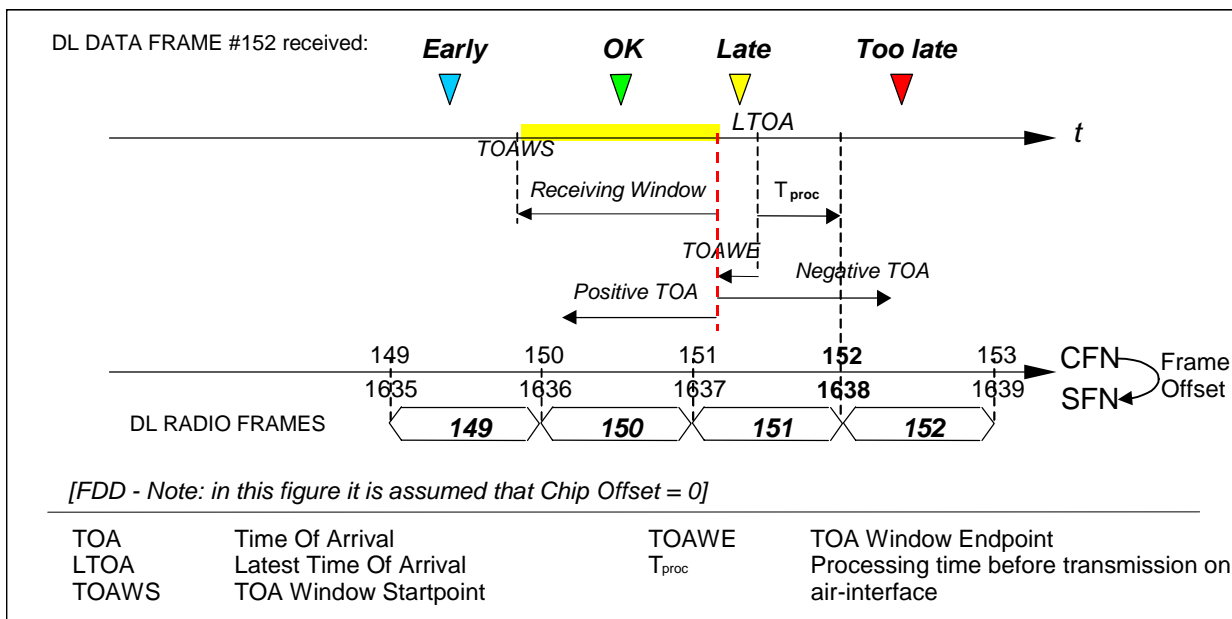 DL DATA FRAME #152 received:
Early OK Late Too late
LTOA
t
TOAWS
Receiving Window
Tproc
TOAWE
Negative TOA
Positive TOA
149 150 151 152 153
CFN
Frame Offset
1635 1636 1637 1638 1639
SFN
DL RADIO FRAMES
149 150 151 152
[FDD - Note: in this figure it is assumed that Chip Offset = 0]
TOA Time Of Arrival TOAWE TOA Window Endpoint
LTOA Latest Time Of Arrival Tproc Processing time before transmission on
TOAWS TOA Window Startpoint air-interface